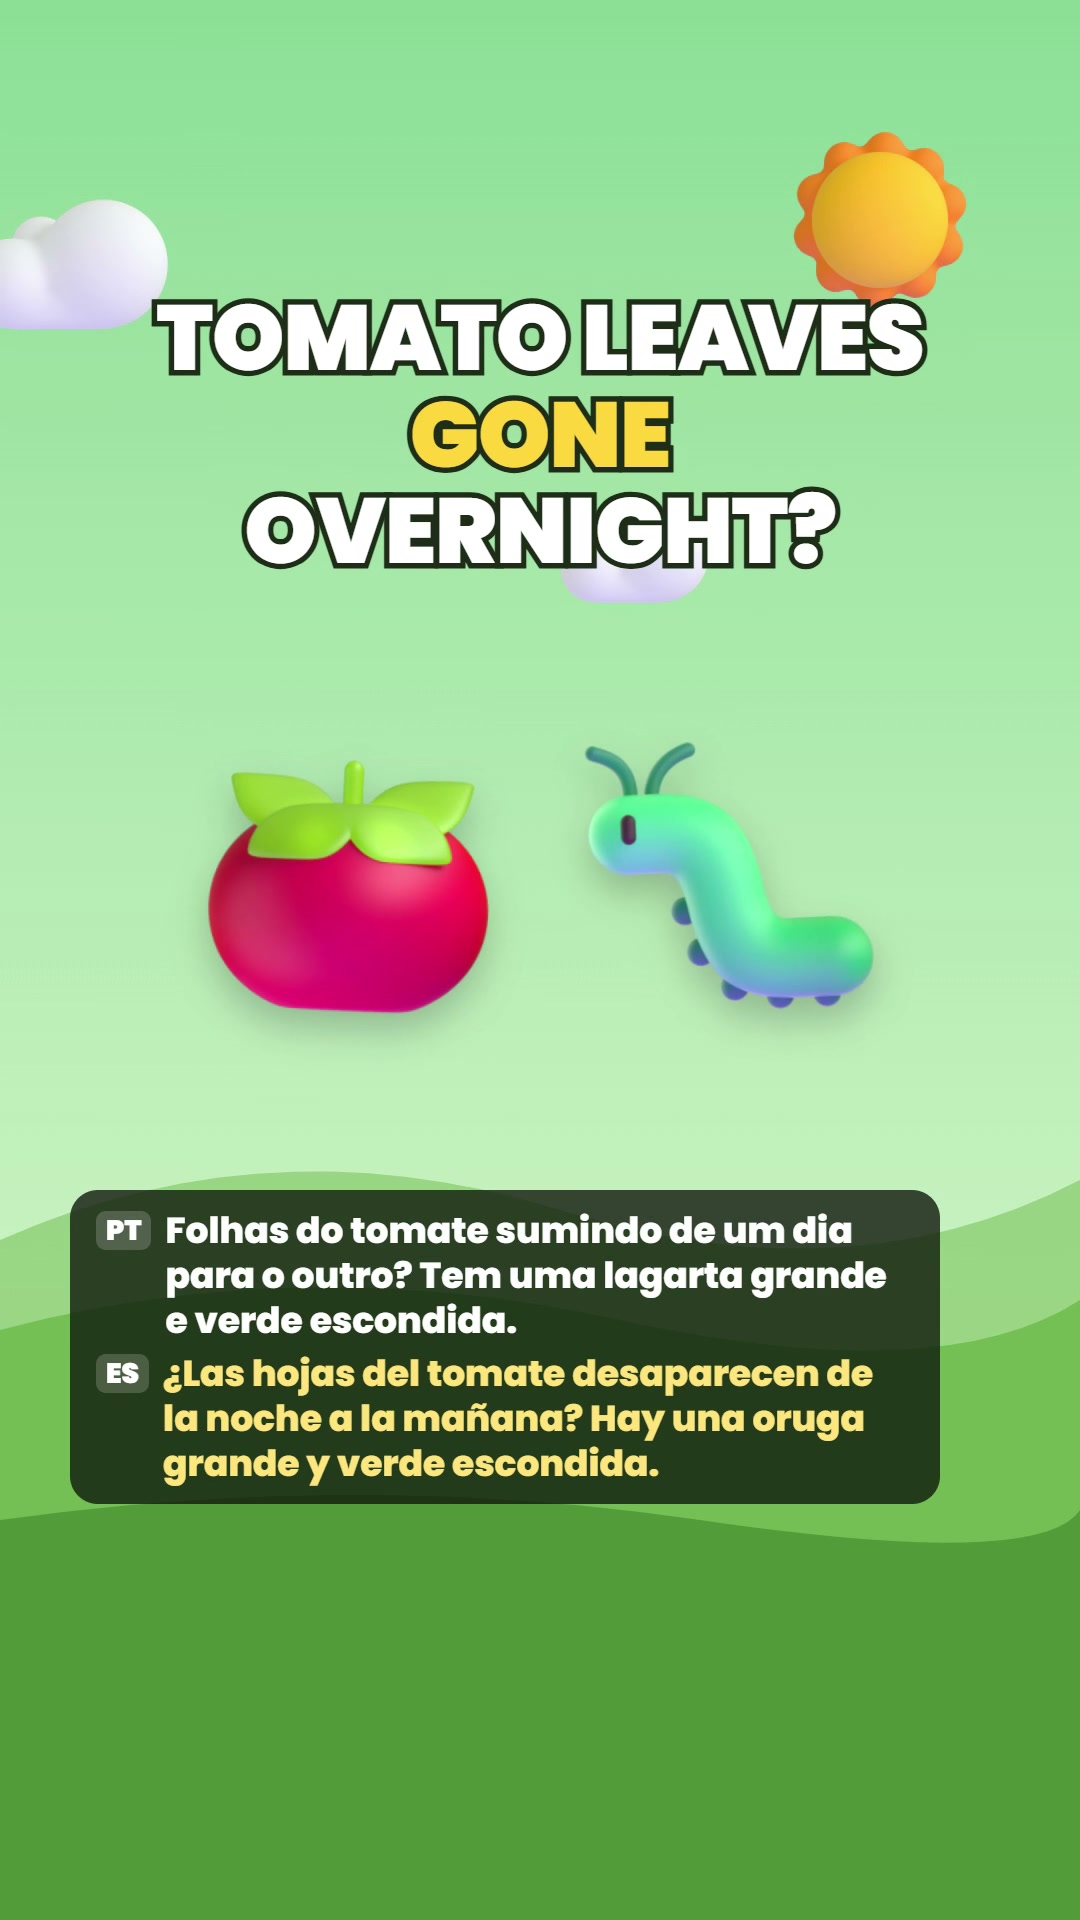 TOMATO LEAVES
GONE
OVERNIGHT?
PT Folhas do tomate sumindo de um dia
para o outro? Tem uma lagarta grande
e verde escondida.
ES ¿Las hojas del tomate desaparecen de
la noche a la mañana? Hay una oruga
grande y verde escondida.